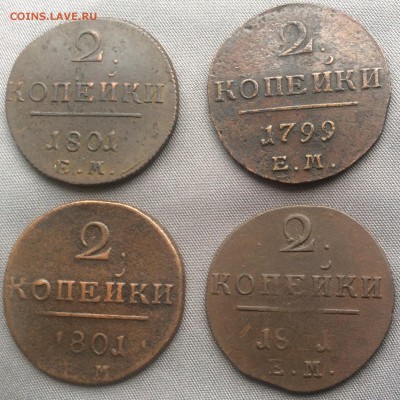 COINS.LAVE.RU
2.
КОПЕЙКИ
1801
Е.М.
2.
КОПЕЙКИ
1799
Е.М.
2.
КОПЕЙКИ
1801
М
2.
КОПЕЙКИ
Е.М.